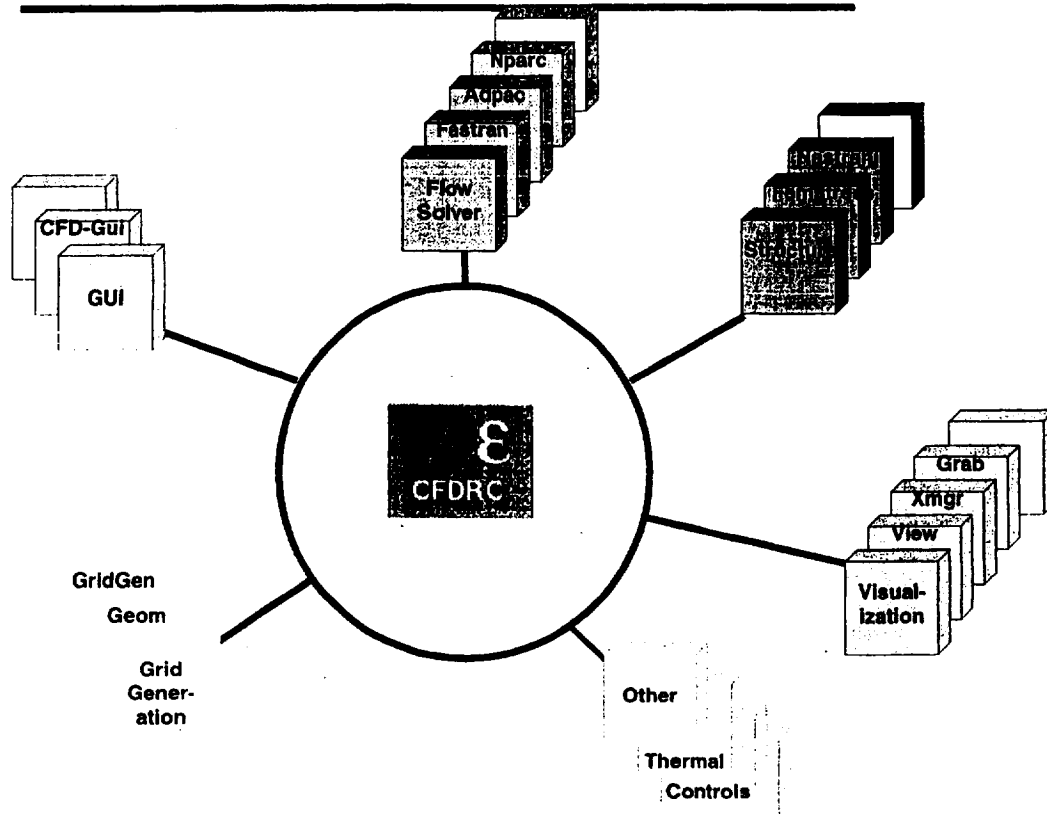 Nparc
Adpac
Fastran
Flow
Solver
CFD-Gui
GUI
ε
CFDRC
Grab
Xmgr
View
Visual-
ization
GridGen
Geom
Grid
Gener-
ation
Other
Thermal
Controls